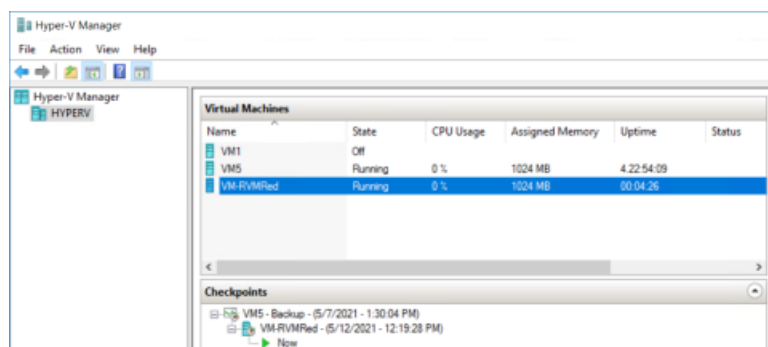 Hyper-V Manager
File Action View Help
Hyper-V Manager
HYPERV
Virtual Machines
Name State CPU Usage Assigned Memory Uptime Status
VM1 Off
VM5 Running 0 % 1024 MB 4.22:54:09
VM-RVMRed Running 0 % 1024 MB 00:04:26
Checkpoints
VM5 - Backup - (5/7/2021 - 1:30:04 PM)
VM-RVMRed - (5/12/2021 - 12:19:28 PM)
Now